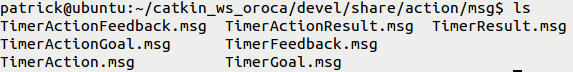 patrick@ubuntu:~/catkin_ws_oroca/devel/share/action/msg$ ls
TimerActionFeedback.msg TimerActionResult.msg TimerResult.msg
TimerActionGoal.msg TimerFeedback.msg
TimerAction.msg TimerGoal.msg